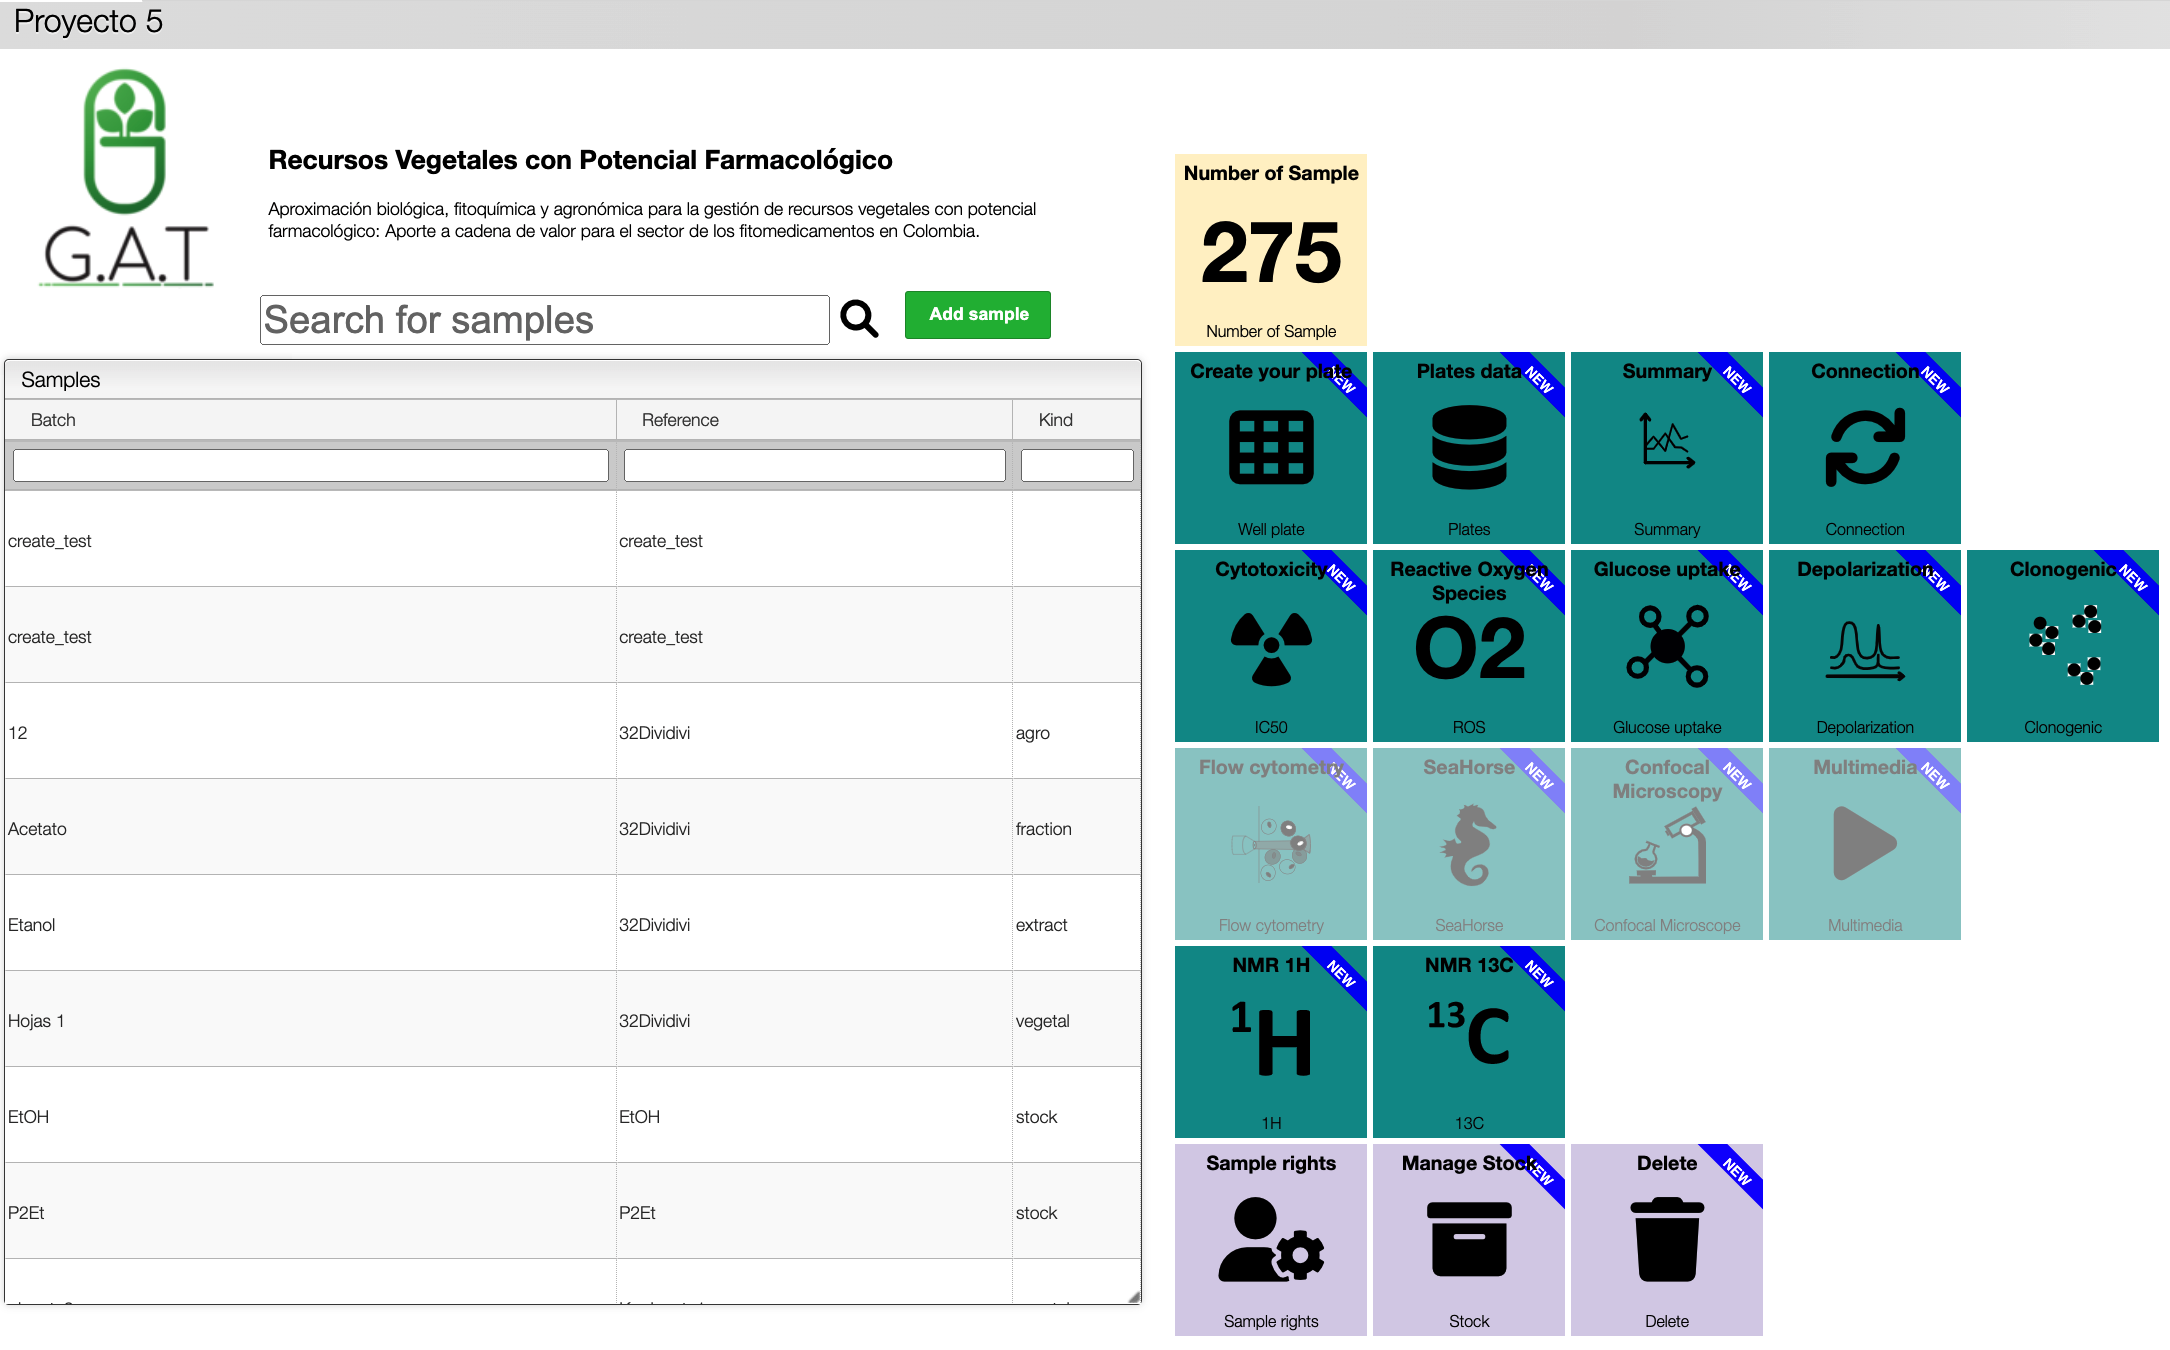 Proyecto 5
G.A.T
Recursos Vegetales con Potencial Farmacológico
Aproximación biológica, fitoquímica y agronómica para la gestión de recursos vegetales con potencial
farmacológico: Aporte a cadena de valor para el sector de los fitomedicamentos en Colombia.
Search for samples
Add sample
Samples
Batch Reference Kind
create_test create_test
create_test create_test
12 32Dividivi agro
Acetato 32Dividivi fraction
Etanol 32Dividivi extract
Hojas 1 32Dividivi vegetal
EtOH EtOH stock
P2Et P2Et stock
Number of Sample
275
Number of Sample
Create your plate NEW
Well plate
Plates data NEW
Plates
Summary NEW
Summary
Connection NEW
Connection
Cytotoxicity NEW
IC50
Reactive Oxygen NEW
Species
O2
ROS
Glucose uptake NEW
Glucose uptake
Depolarization NEW
Depolarization
Clonogenic NEW
Clonogenic
Flow cytometry NEW
Flow cytometry
SeaHorse NEW
SeaHorse
Confocal NEW
Microscopy
Confocal Microscope
Multimedia NEW
Multimedia
NMR 1H NEW
1H
1H
NMR 13C NEW
13C
13C
Sample rights
Sample rights
Manage Stock NEW
Stock
Delete NEW
Delete